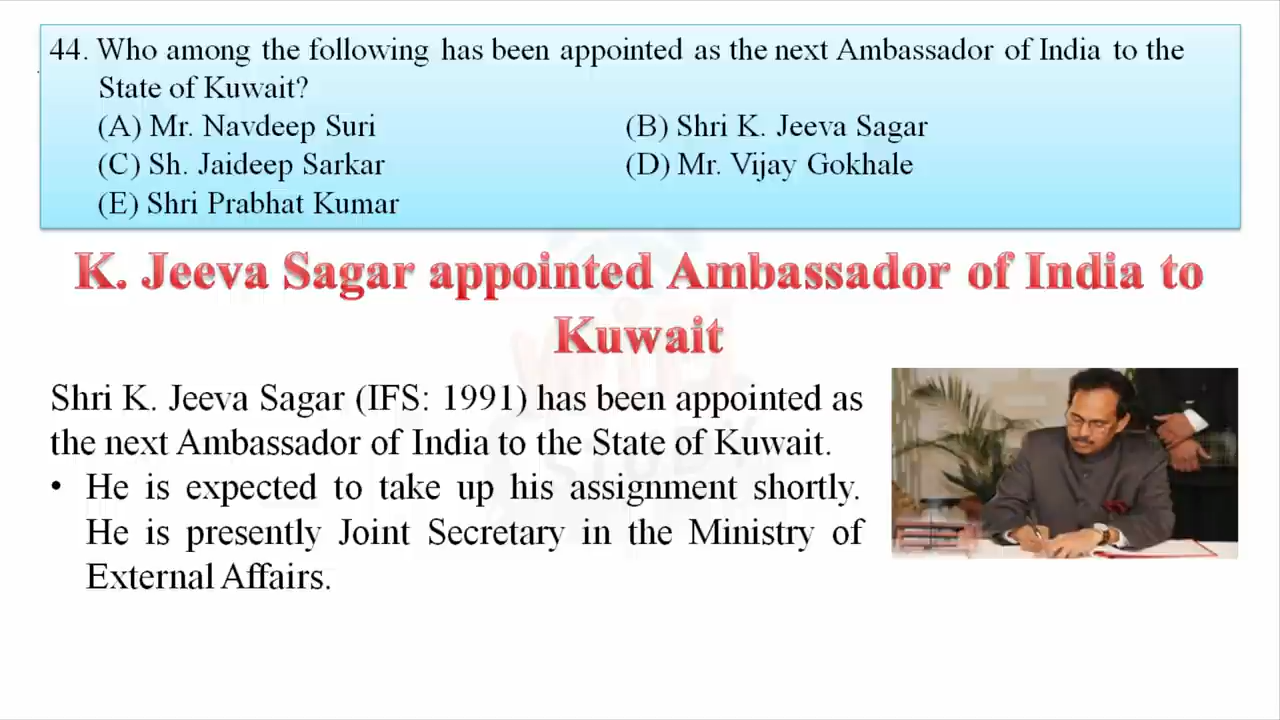 44. Who among the following has been appointed as the next Ambassador of India to the
State of Kuwait?
(A) Mr. Navdeep Suri (B) Shri K. Jeeva Sagar
(C) Sh. Jaideep Sarkar (D) Mr. Vijay Gokhale
(E) Shri Prabhat Kumar
K. Jeeva Sagar appointed Ambassador of India to
Kuwait
Shri K. Jeeva Sagar (IFS: 1991) has been appointed as
the next Ambassador of India to the State of Kuwait.
• He is expected to take up his assignment shortly.
He is presently Joint Secretary in the Ministry of
External Affairs.